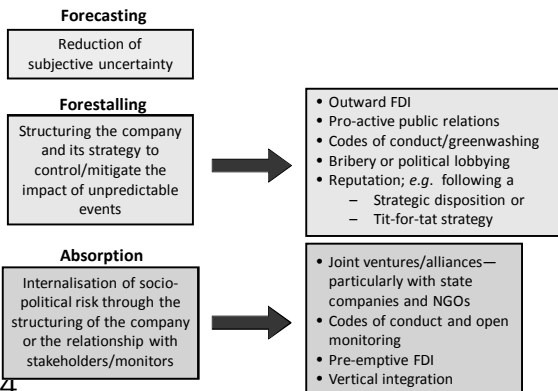 Forecasting
Reduction of
subjective uncertainty
Forestalling
Structuring the company
and its strategy to
control/mitigate the
impact of unpredictable
events
• Outward FDI
• Pro-active public relations
• Codes of conduct/greenwashing
• Bribery or political lobbying
• Reputation; e.g. following a
– Strategic disposition or
– Tit-for-tat strategy
Absorption
Internalisation of socio-
political risk through the
structuring of the company
or the relationship with
stakeholders/monitors
• Joint ventures/alliances—
particularly with state
companies and NGOs
• Codes of conduct and open
monitoring
• Pre-emptive FDI
• Vertical integration
4